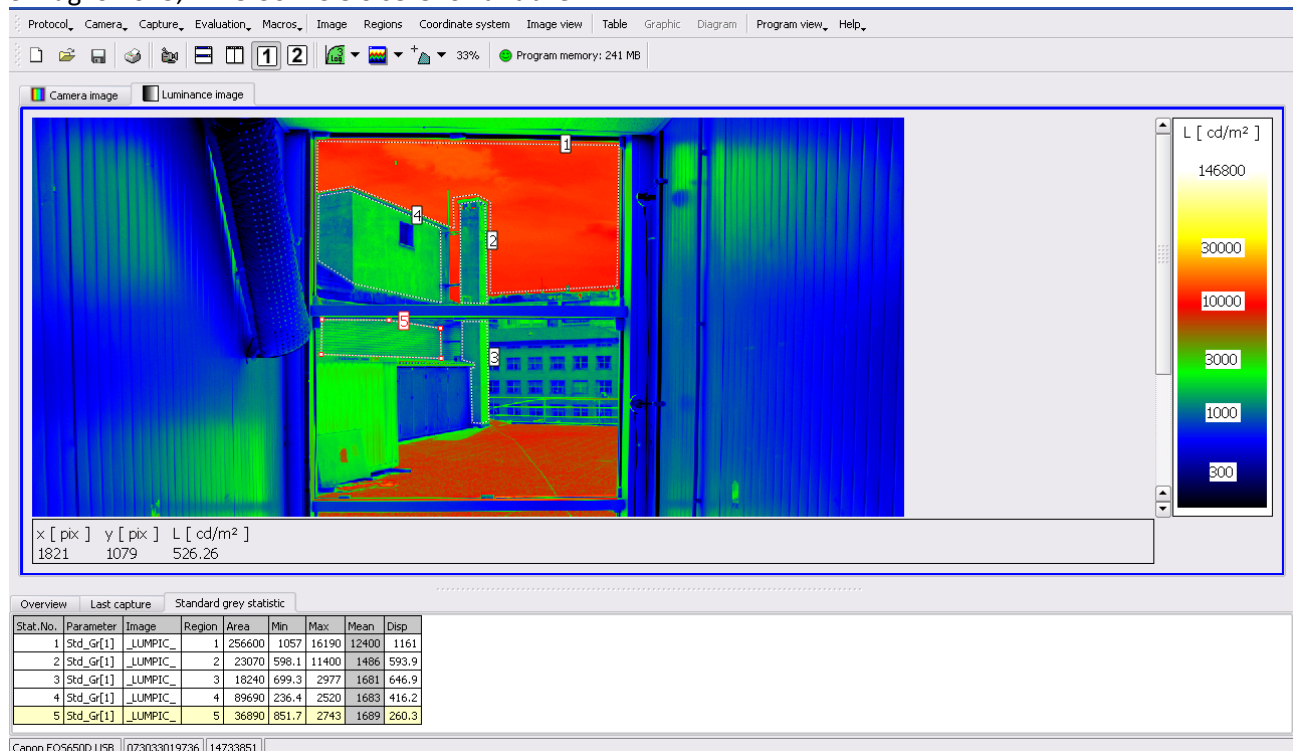 Protocol Camera Capture Evaluation Macros Image Regions Coordinate system Image view Table Graphic Diagram Program view Help
1 2 Log 33% Program memory: 241 MB
Camera image Luminance image
L [ cd/m² ]
146800
30000
10000
3000
1000
300
1
4
2
5
3
x [ pix ] y [ pix ] L [ cd/m² ]
1821 1079 526.26
Overview Last capture Standard grey statistic
Stat.No. Parameter Image Region Area Min Max Mean Disp
1 Std_Gr[1] _LUMPIC_ 1 256600 1057 16190 12400 1161
2 Std_Gr[1] _LUMPIC_ 2 23070 598.1 11400 1486 593.9
3 Std_Gr[1] _LUMPIC_ 3 18240 699.3 2977 1681 646.9
4 Std_Gr[1] _LUMPIC_ 4 89690 236.4 2520 1683 416.2
5 Std_Gr[1] _LUMPIC_ 5 36890 851.7 2743 1689 260.3
Canon EOS650D USB 073033019736 14733851